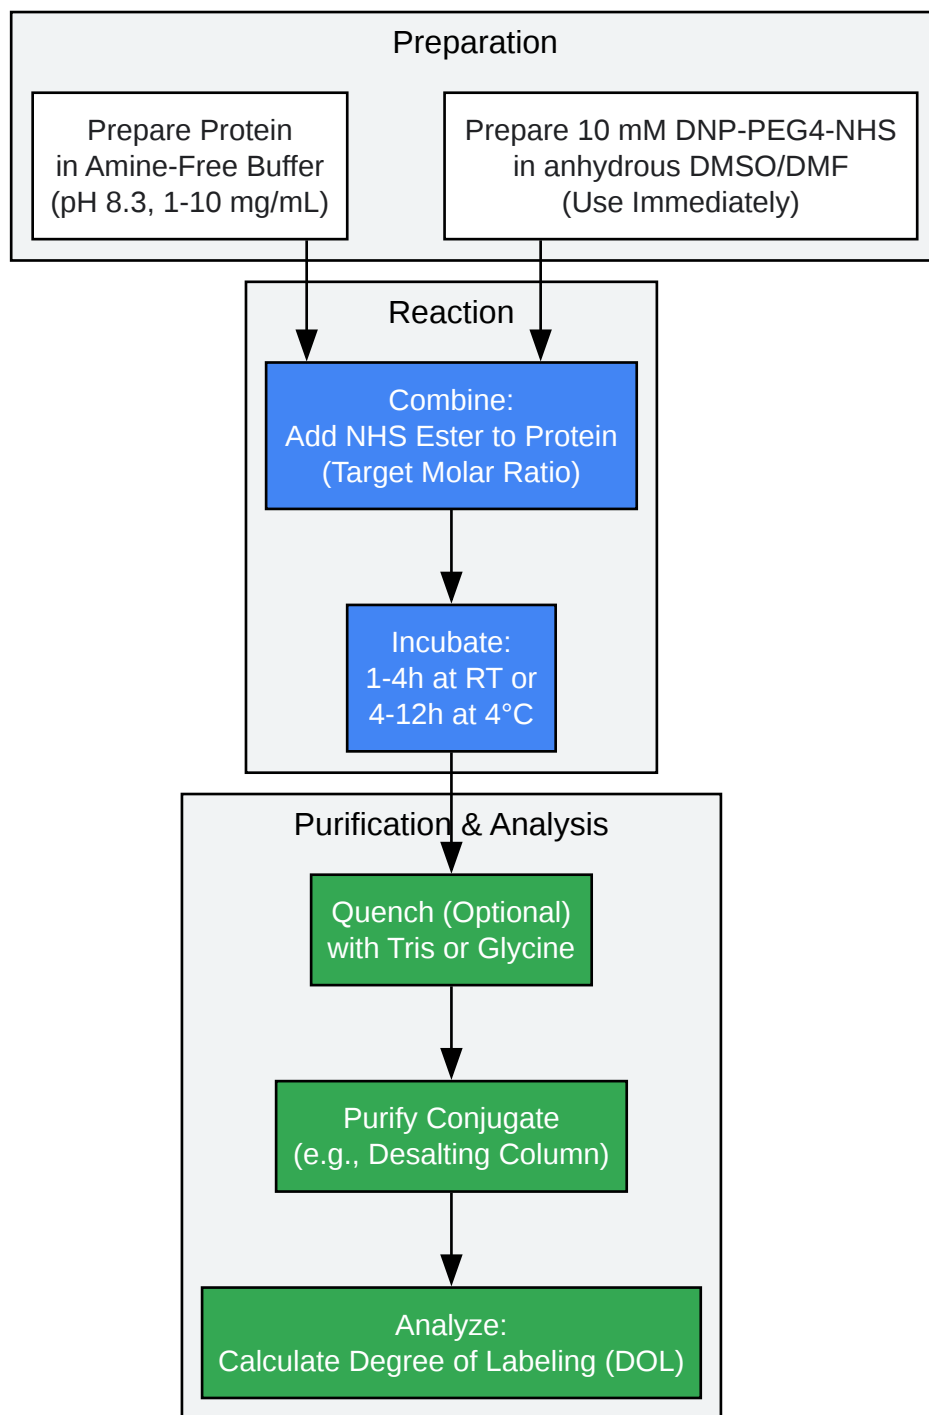 Preparation
Prepare Protein
in Amine-Free Buffer
(pH 8.3, 1-10 mg/mL)
Prepare 10 mM DNP-PEG4-NHS
in anhydrous DMSO/DMF
(Use Immediately)
Reaction
Combine:
Add NHS Ester to Protein
(Target Molar Ratio)
Incubate:
1-4h at RT or
4-12h at 4°C
Purification & Analysis
Quench (Optional)
with Tris or Glycine
Purify Conjugate
(e.g., Desalting Column)
Analyze:
Calculate Degree of Labeling (DOL)